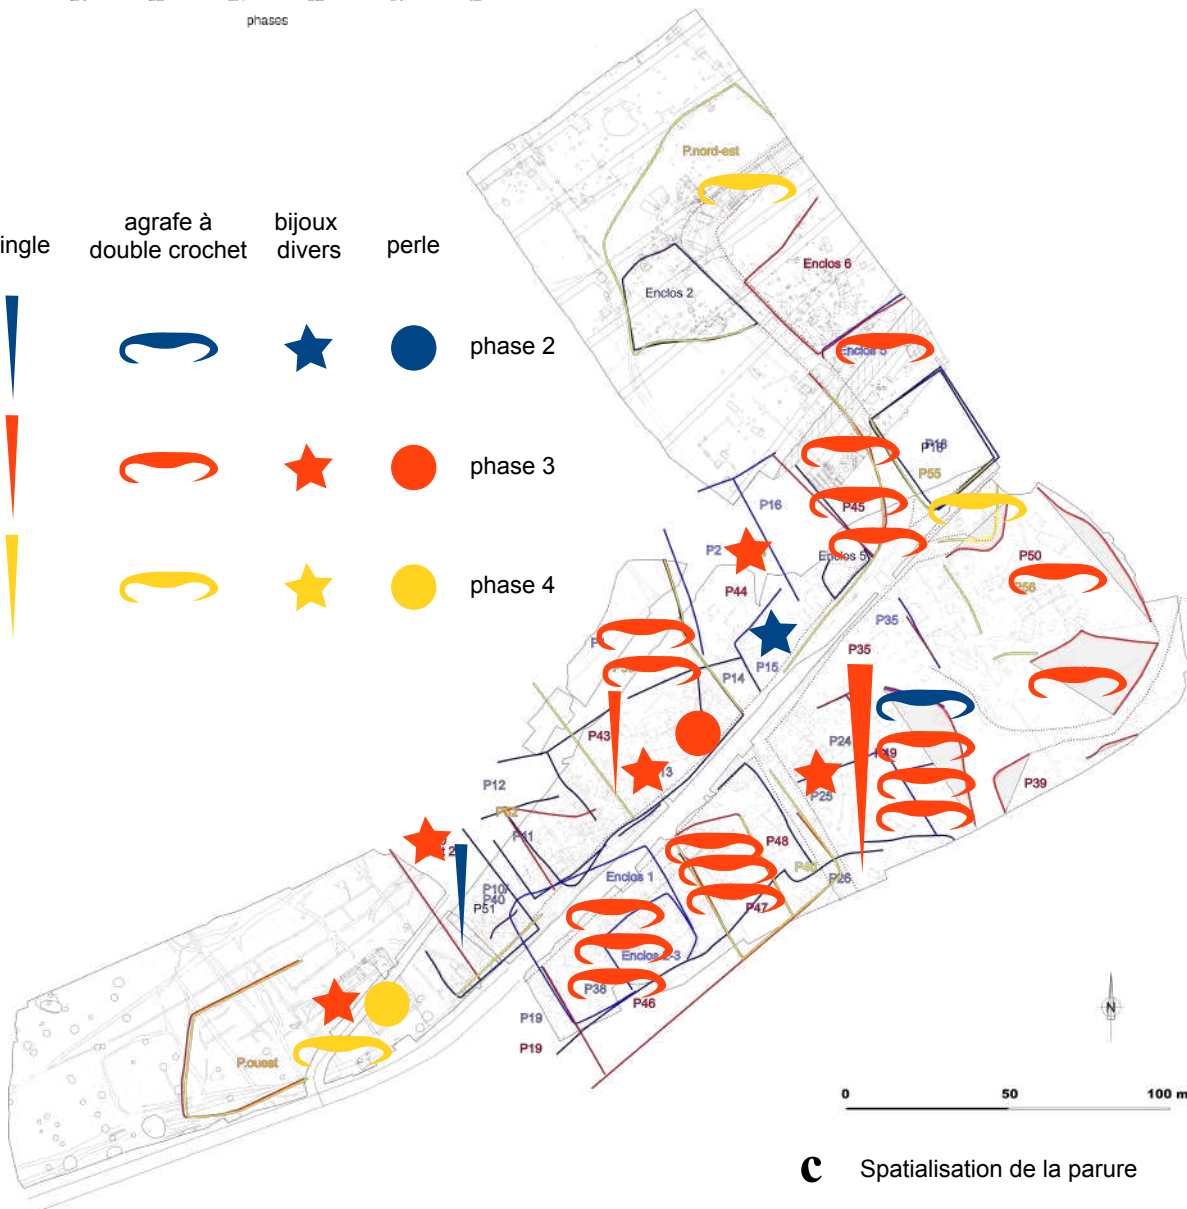 phases
ingle
agrafe à
double crochet
bijoux
divers
perle
phase 2
phase 3
phase 4
P.nord-est
Enclos 6
Enclos 2
P18
P55
P16
P45
P2
Enclos 5
P44
P50
P35
P35
P15
P14
P43
P24
P12
P25
P39
P11
P48
P26
Enclos 1
P40
P51
P47
P38
P46
P19
P19
P.ouest
N
0 50 100 m
c Spatialisation de la parure